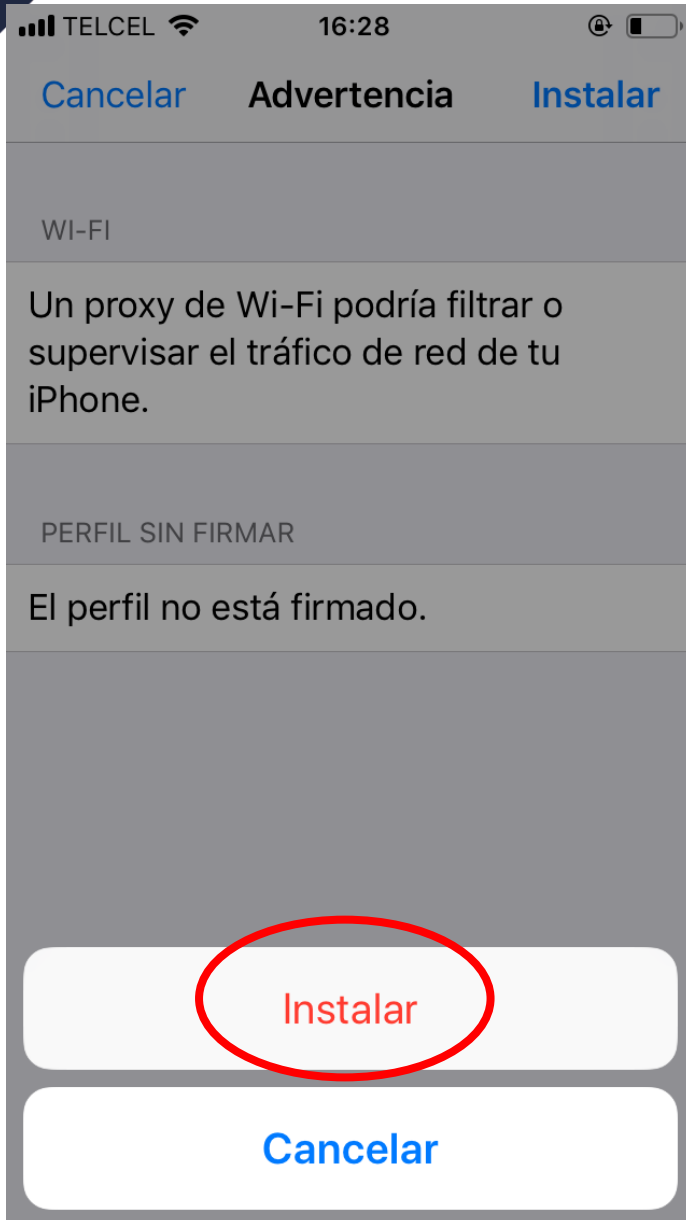 TELCEL 16:28
Cancelar Advertencia Instalar
WI-FI
Un proxy de Wi-Fi podría filtrar o
supervisar el tráfico de red de tu
iPhone.
PERFIL SIN FIRMAR
El perfil no está firmado.
Instalar
Cancelar